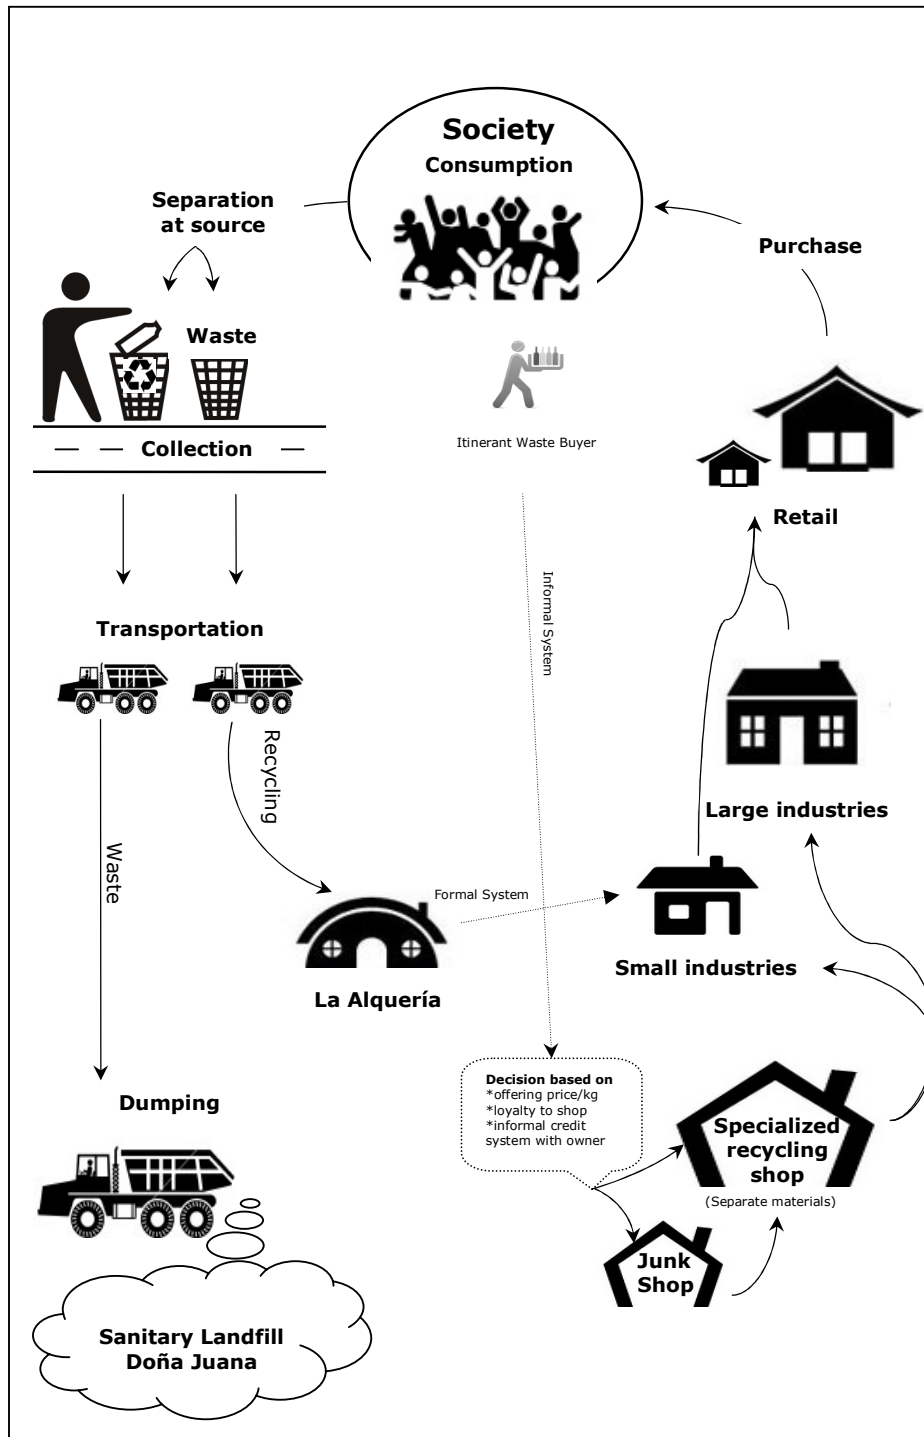 Society
Consumption
Separation
at source
Purchase
Waste
Collection
Itinerant Waste Buyer
Retail
Informal System
Transportation
Recycling
Waste
Large industries
Formal System
Small industries
La Alquería
Decision based on
*offering price/kg
*loyalty to shop
*informal credit
system with owner
Dumping
Specialized
recycling
shop
(Separate materials)
Junk
Shop
Sanitary Landfill
Doña Juana